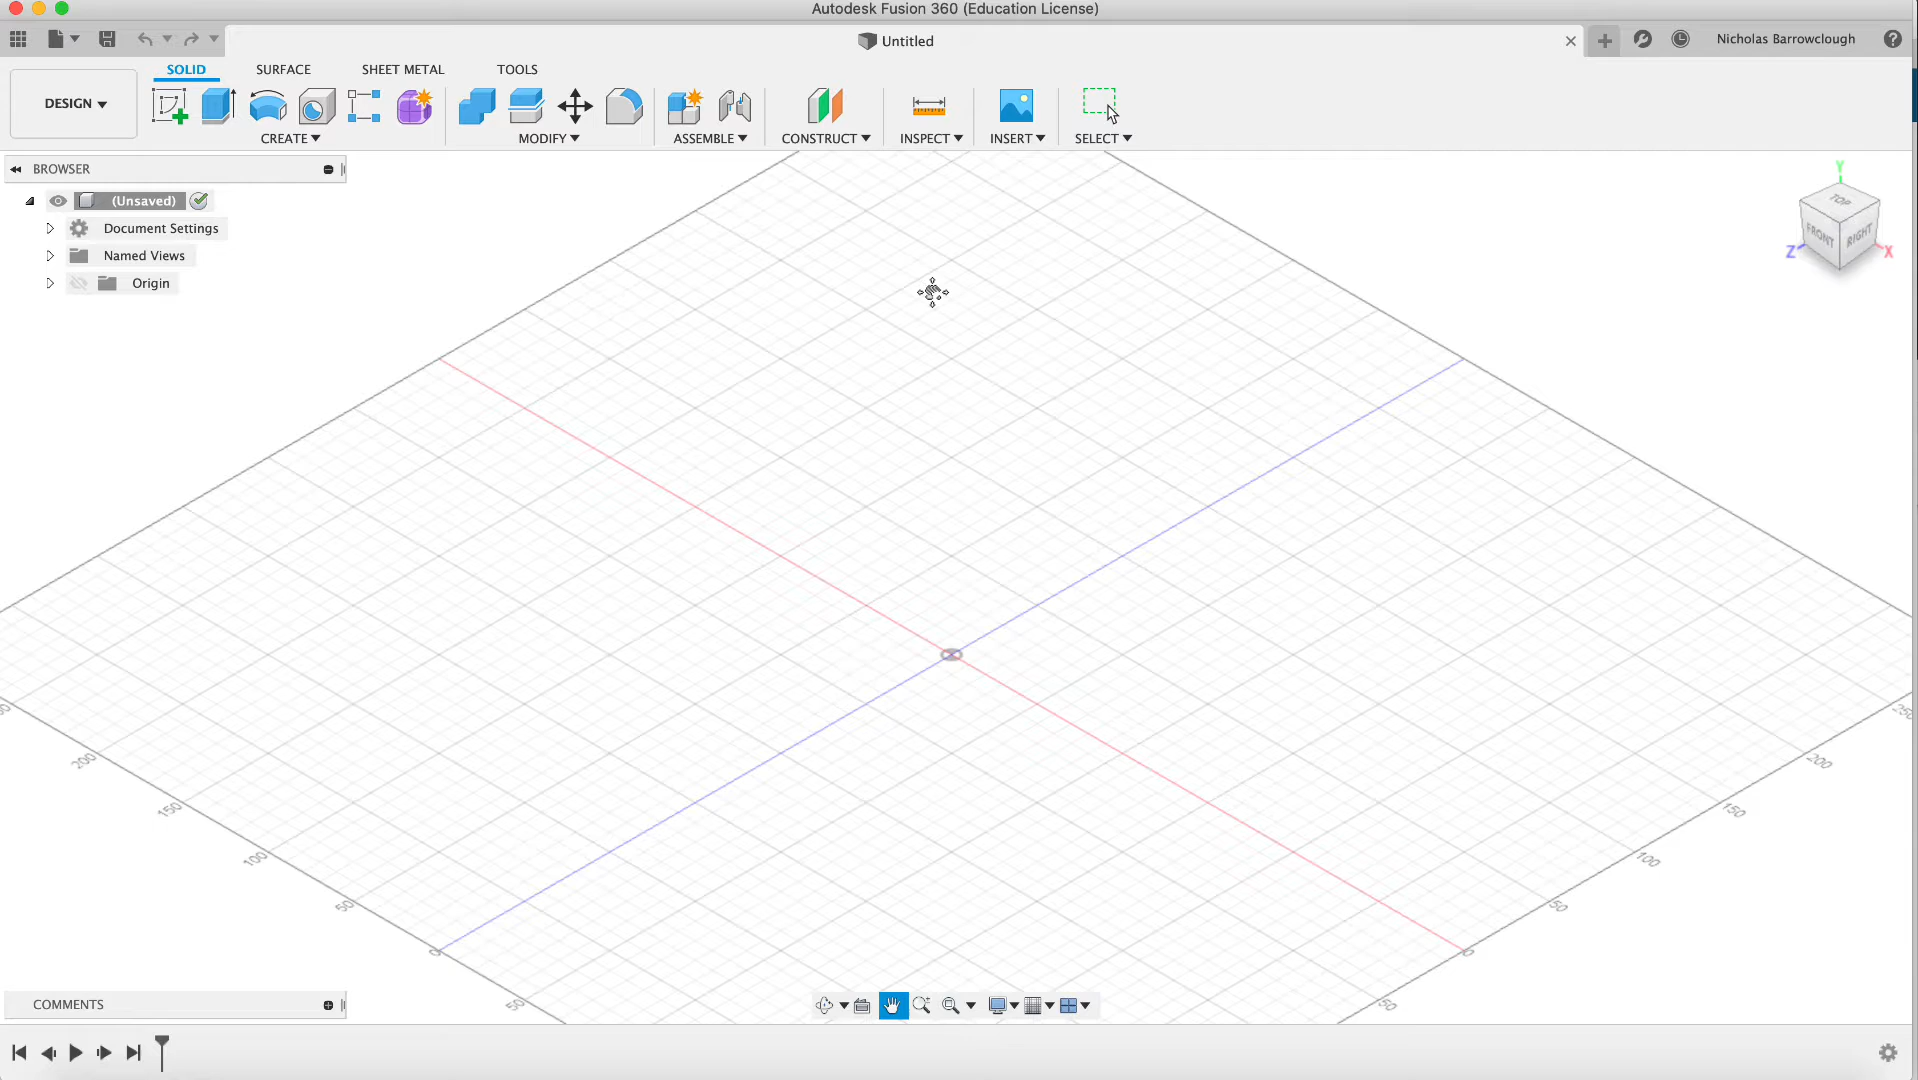 Autodesk Fusion 360 (Education License)
Untitled
Nicholas Barrowclough
SOLID SURFACE SHEET METAL TOOLS
DESIGN
CREATE MODIFY ASSEMBLE CONSTRUCT INSPECT INSERT SELECT
BROWSER
(Unsaved)
Document Settings
Named Views
Origin
Y
TOP
FRONT RIGHT
Z X
200
150
100
50
0
50
250
200
150
100
50
0
50
COMMENTS